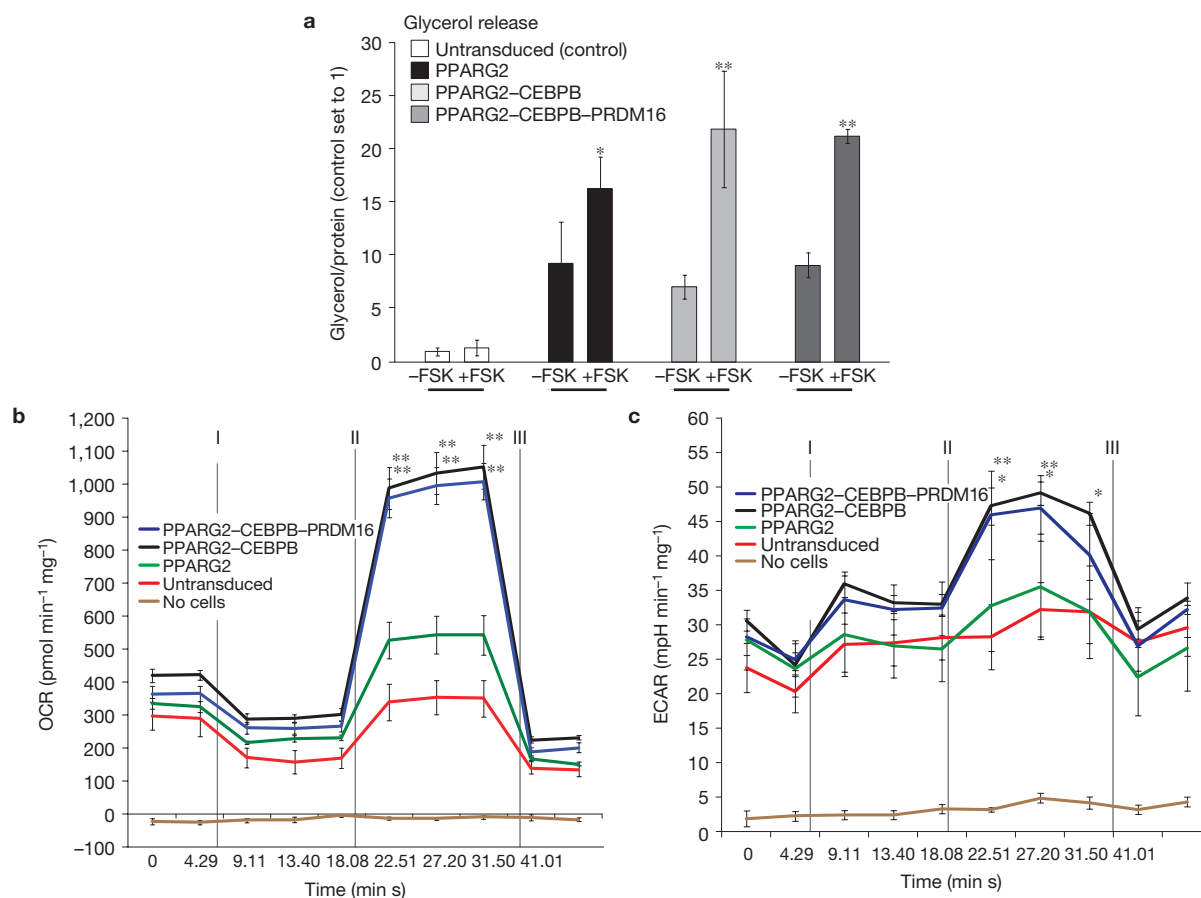 a
Glycerol release
Untransduced (control)
PPARG2
PPARG2–CEBPB
PPARG2–CEBPB–PRDM16
Glycerol/protein (control set to 1)
30
25
20
15
10
5
0
*
**
**
–FSK +FSK –FSK +FSK –FSK +FSK –FSK +FSK
b
OCR (pmol min⁻¹ mg⁻¹)
1,200
1,100
1,000
900
800
700
600
500
400
300
200
100
0
–100
I II III
** ** **
** ** **
PPARG2–CEBPB–PRDM16
PPARG2–CEBPB
PPARG2
Untransduced
No cells
0 4.29 9.11 13.40 18.08 22.51 27.20 31.50 41.01
Time (min s)
c
ECAR (mpH min⁻¹ mg⁻¹)
60
55
50
45
40
35
30
25
20
15
10
5
0
I II III
** **
* * *
PPARG2–CEBPB–PRDM16
PPARG2–CEBPB
PPARG2
Untransduced
No cells
0 4.29 9.11 13.40 18.08 22.51 27.20 31.50 41.01
Time (min s)